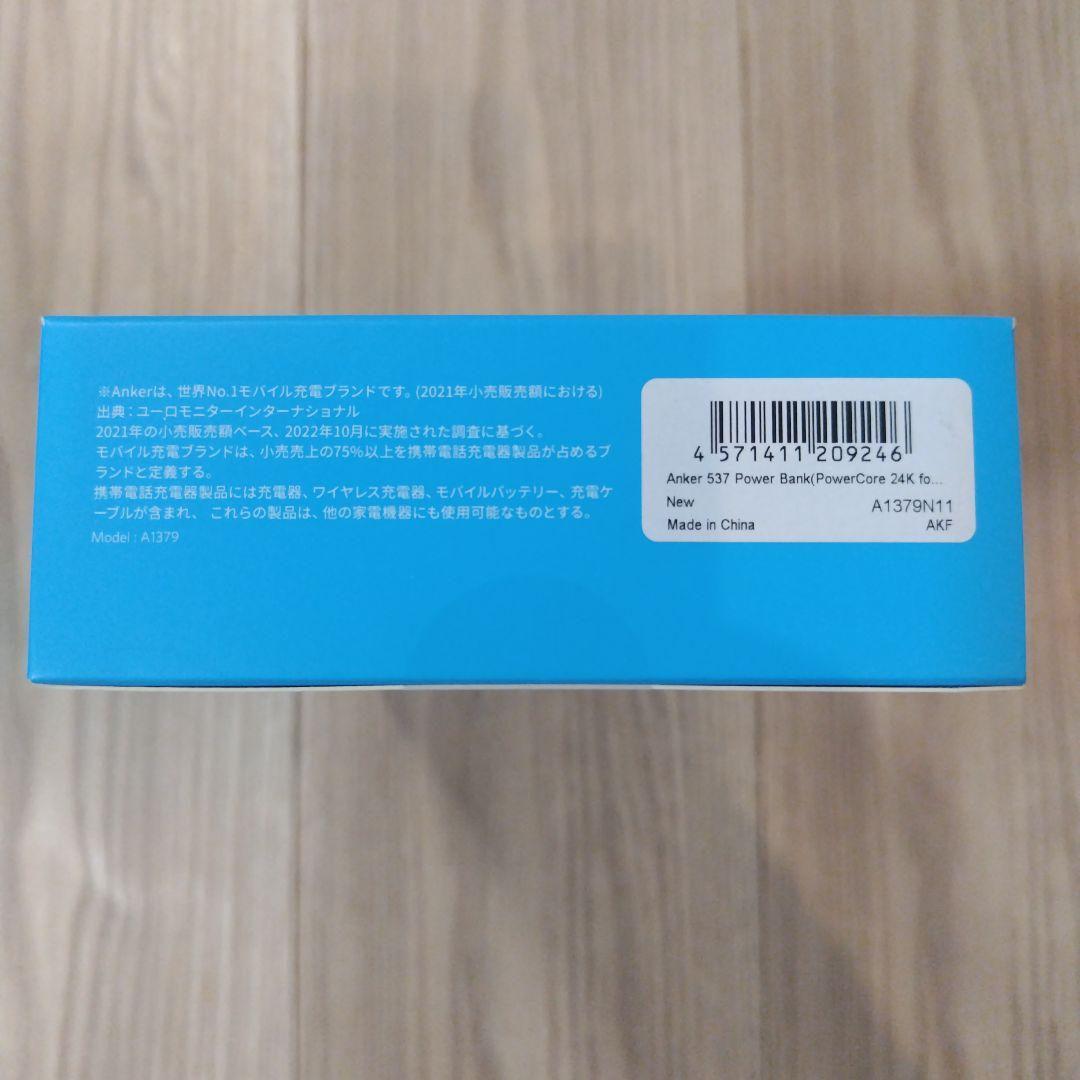 ※Ankerは、世界No.1モバイル充電ブランドです。(2021年小売販売額における)
出典：ユーロモニターインターナショナル
2021年の小売販売額ベース、2022年10月に実施された調査に基づく。
モバイル充電ブランドは、小売売上の75%以上を携帯電話充電器製品が占めるブ
ランドと定義する。
携帯電話充電器製品には充電器、ワイヤレス充電器、モバイルバッテリー、充電ケ
ーブルが含まれ、これらの製品は、他の家電機器にも使用可能なものとする。
Model : A1379
4 571411 209246
Anker 537 Power Bank(PowerCore 24K fo...
New A1379N11
Made in China AKF